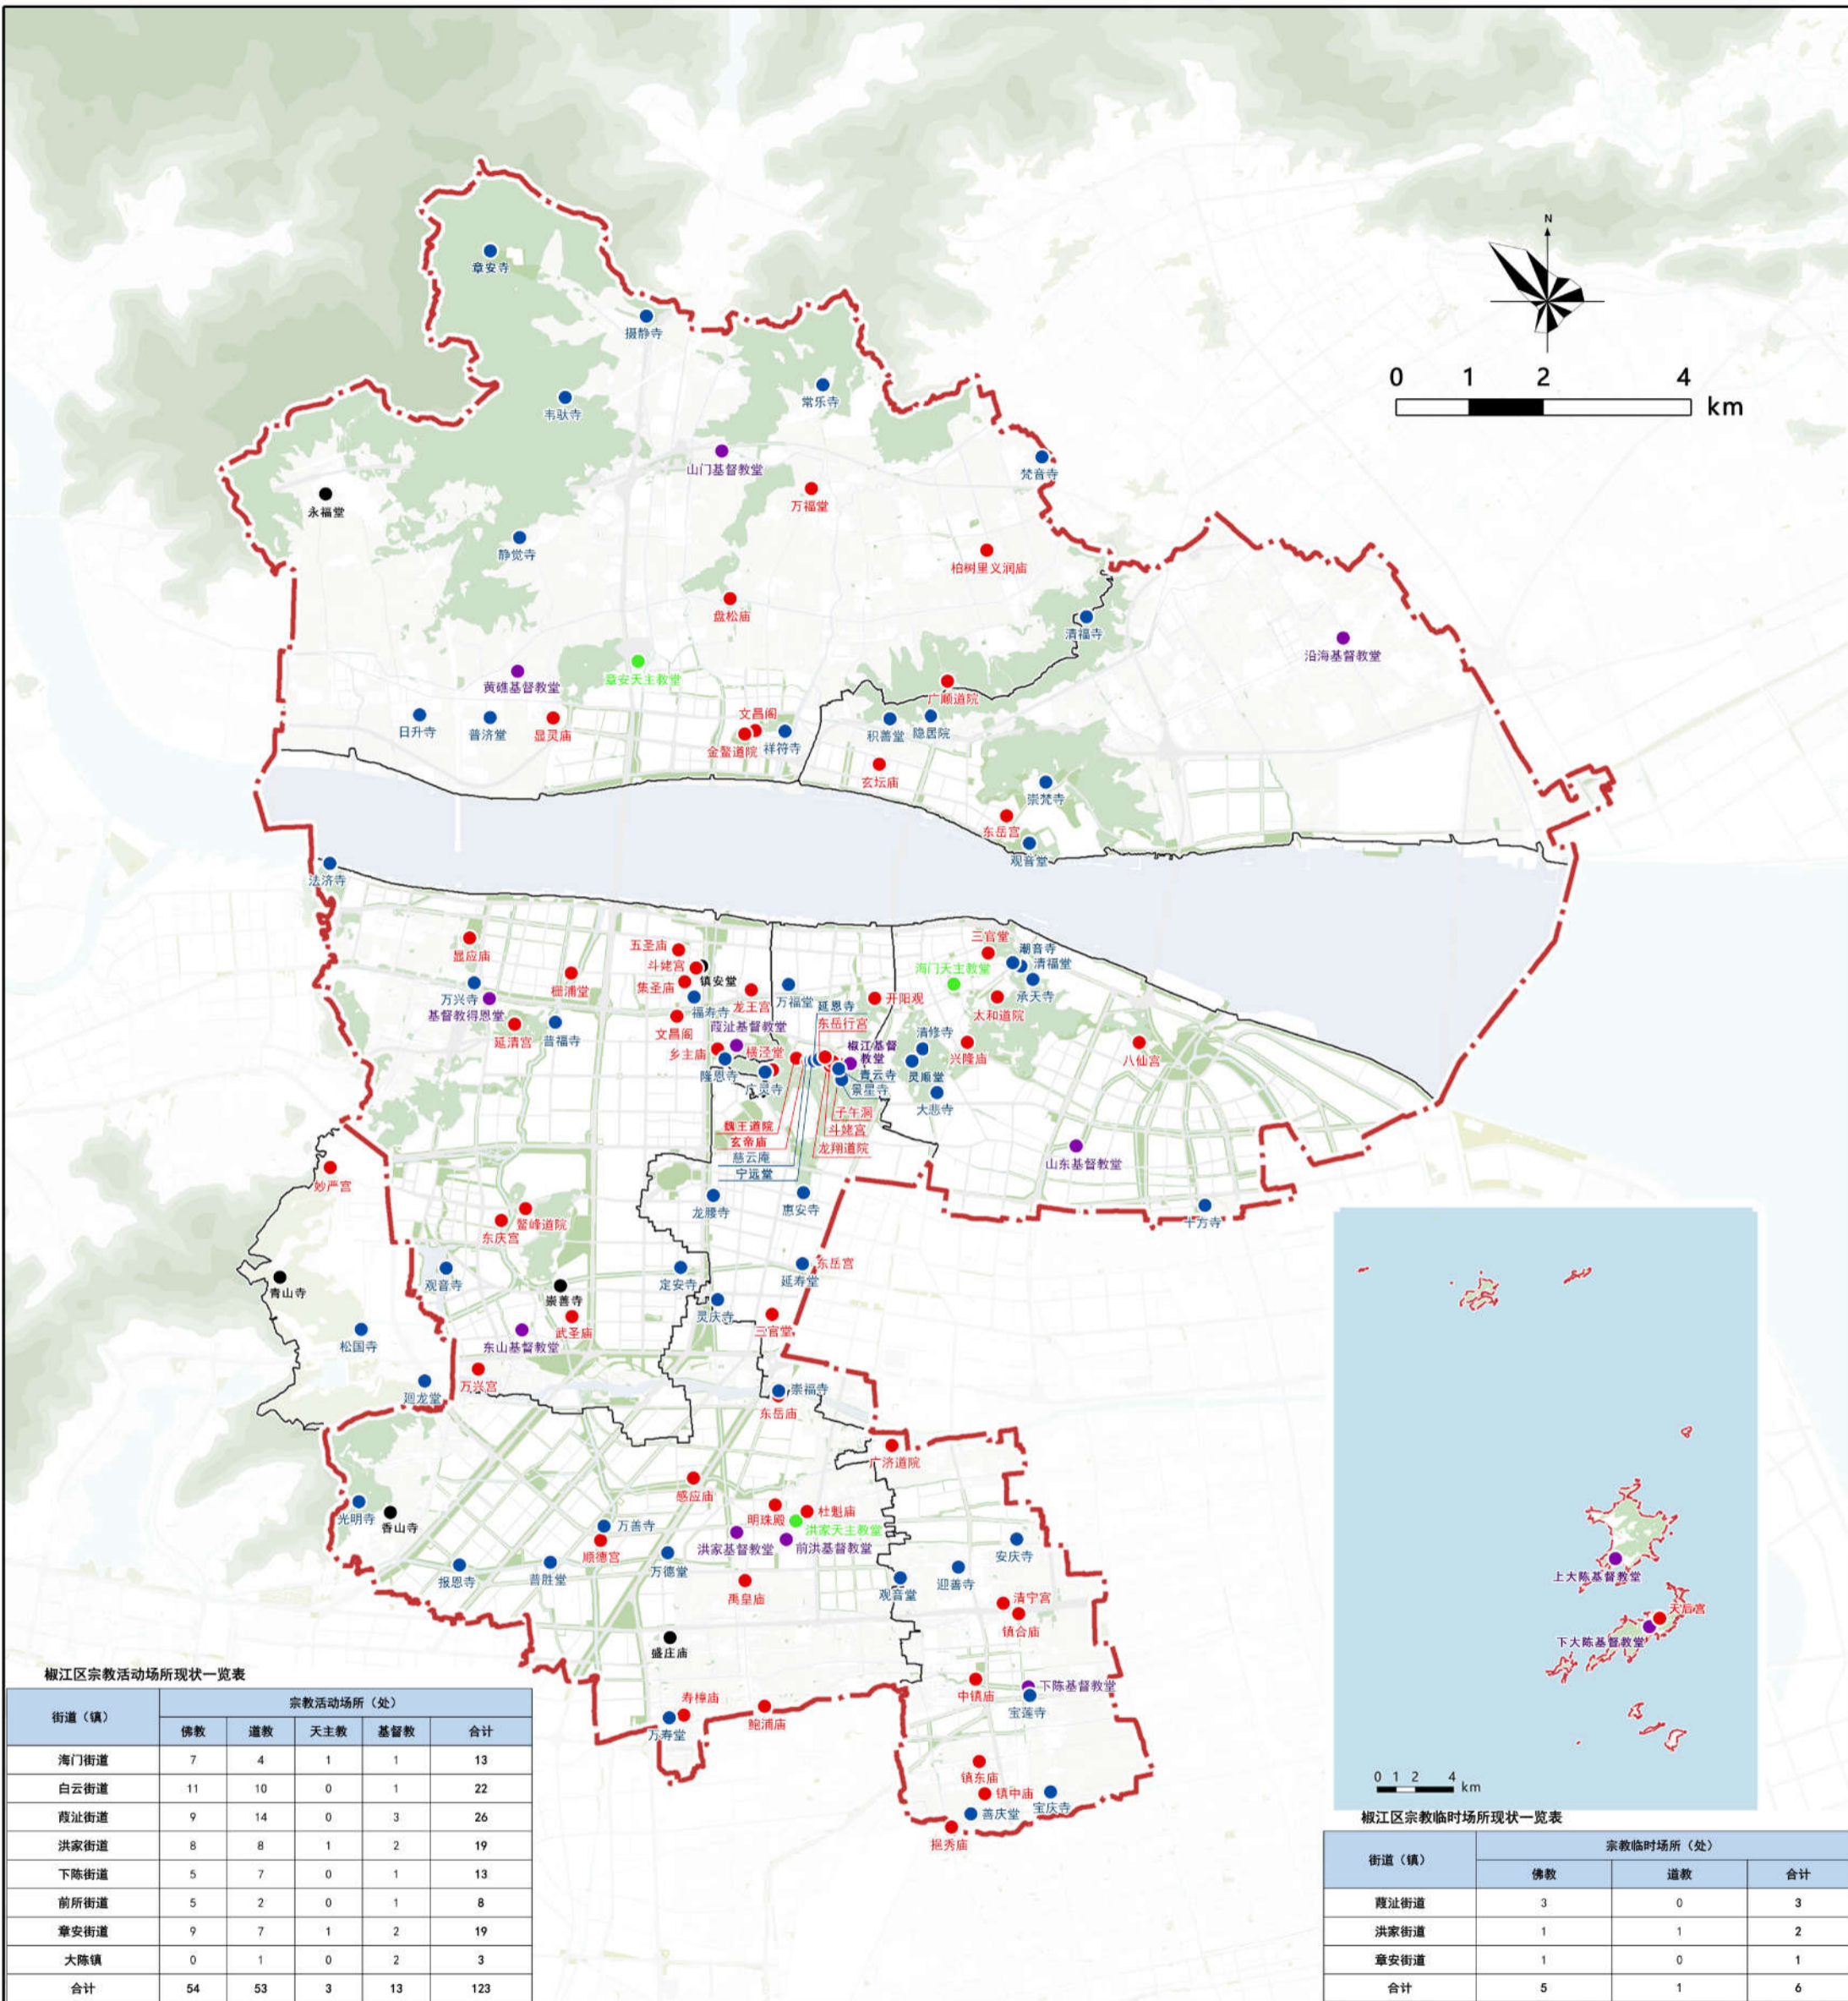 N
0 1 2 4 km
章安寺
摄静寺
韦驮寺
常乐寺
山门基督教堂
梵音寺
永福堂
万福堂
静觉寺
柏树里义润庙
盘松庙
清福寺
沿海基督教堂
黄礁基督教堂
章安天主教堂
广顺道院
日升寺
普济堂
显灵庙
文昌阁
金鳌道院
祥符寺
积善堂
隐居院
玄坛庙
崇梵寺
东岳宫
观音堂
法济寺
显应庙
栅浦堂
五圣庙
斗姥宫
镇安堂
集圣庙
三官堂
潮音寺
清福堂
海门天主教堂
承天寺
万兴寺
基督教得恩堂
福寿寺
龙王宫
万福堂
延恩寺
开阳观
太和道院
延清宫
普福寺
文昌阁
葭沚基督教堂
东岳行宫
清修寺
乡主庙
横泾堂
椒江基督
教堂
兴隆庙
八仙宫
隆恩寺
广灵寺
青云寺
景星寺
灵顺堂
大悲寺
魏王道院
玄帝庙
慈云庵
宁远堂
子午洞
斗姥宫
龙翔道院
山东基督教堂
妙严宫
龙腰寺
惠安寺
十方寺
鳌峰道院
东庆宫
观音寺
定安寺
延寿堂
东岳宫
青山寺
崇善寺
灵庆寺
武圣庙
三官堂
松国寺
东山基督教堂
万兴宫
廻龙堂
崇福寺
东岳庙
广济道院
感应庙
光明寺
香山寺
万善寺
顺德宫
明珠殿
杜魁庙
洪家天主教堂
洪家基督教堂
前洪基督教堂
安庆寺
报恩寺
普胜堂
万德堂
禹皇庙
观音堂
迎善寺
清宁宫
镇合庙
盛庄庙
上大陈基督教堂
天后宫
下大陈基督教堂
中镇庙
下陈基督教堂
宝莲寺
寿樟庙
万寿堂
鲍浦庙
镇东庙
镇中庙
宝庆寺
善庆堂
挹秀庙
0 1 2 4 km
椒江区宗教活动场所现状一览表
街道（镇） 宗教活动场所（处）
佛教 道教 天主教 基督教 合计
海门街道 7 4 1 1 13
白云街道 11 10 0 1 22
葭沚街道 9 14 0 3 26
洪家街道 8 8 1 2 19
下陈街道 5 7 0 1 13
前所街道 5 2 0 1 8
章安街道 9 7 1 2 19
大陈镇 0 1 0 2 3
合计 54 53 3 13 123
椒江区宗教临时场所现状一览表
街道（镇） 宗教临时场所（处）
佛教 道教 合计
葭沚街道 3 0 3
洪家街道 1 1 2
章安街道 1 0 1
合计 5 1 6